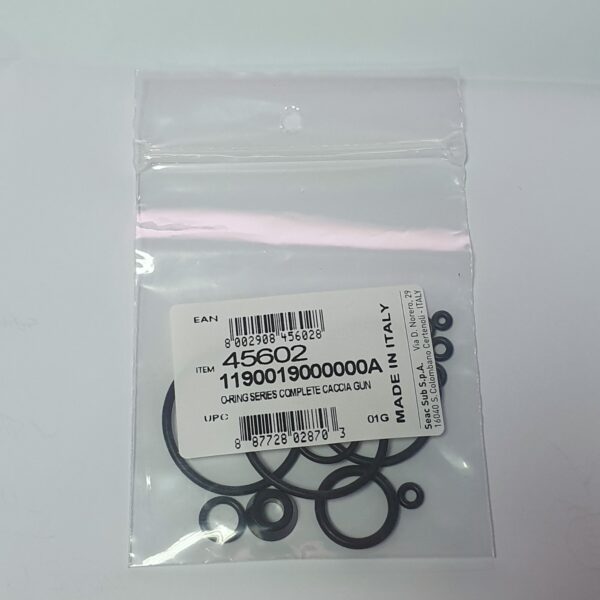 EAN
8 002908 456028
ITEM 45602
1190019000000A
O-RING SERIES COMPLETE CACCIA GUN
UPC 01G
8 87728 02870 3
MADE IN ITALY
Seac Sub S.p.A. Via D. Norero, 29
16040 S. Colombano Certenoli - ITALY